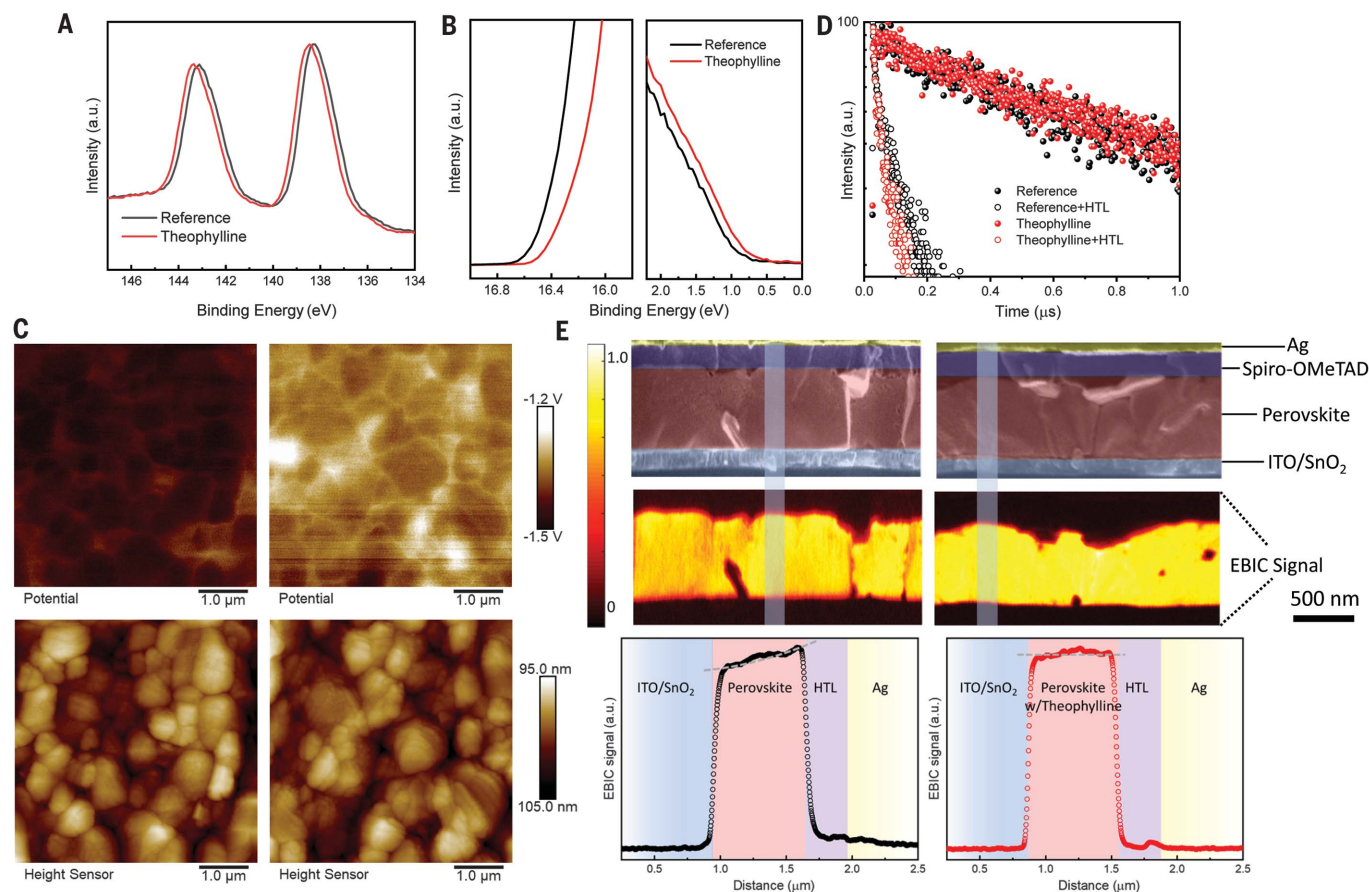 A
Intensity (a.u.)
Reference
Theophylline
146 144 142 140 138 136 134
Binding Energy (eV)
B
Intensity (a.u.)
Reference
Theophylline
16.8 16.4 16.0 2.0 1.5 1.0 0.5 0.0
Binding Energy (eV)
D
100
Intensity (a.u.)
Reference
Reference+HTL
Theophylline
Theophylline+HTL
0.0 0.2 0.4 0.6 0.8 1.0
Time (μs)
C
-1.2 V
-1.5 V
Potential 1.0 μm
Potential 1.0 μm
95.0 nm
105.0 nm
Height Sensor 1.0 μm
Height Sensor 1.0 μm
E
1.0
0
Ag
Spiro-OMeTAD
Perovskite
ITO/SnO₂
EBIC Signal
500 nm
EBIC signal (a.u.)
ITO/SnO₂ Perovskite HTL Ag
0.5 1.0 1.5 2.0 2.5
Distance (μm)
EBIC signal (a.u.)
ITO/SnO₂ Perovskite HTL Ag
w/Theophylline
0.5 1.0 1.5 2.0 2.5
Distance (μm)